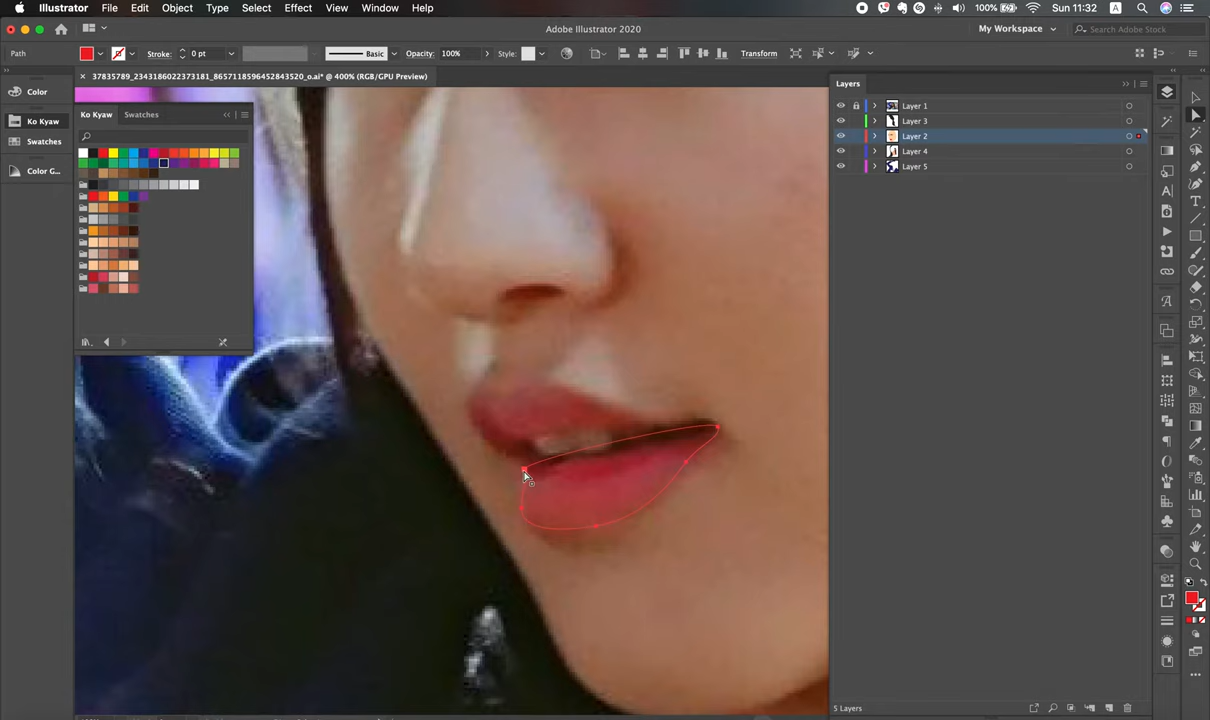 Illustrator File Edit Object Type Select Effect View Window Help
100% Sun 11:32
Adobe Illustrator 2020
My Workspace
Search Adobe Stock
Path
Stroke:
0 pt
Basic
Opacity:
100%
Style:
Transform
37835789_2343186022373181_8657118596452843520_o.ai* @ 400% (RGB/GPU Preview)
Color
Ko Kyaw
Swatches
Color G...
Ko Kyaw Swatches
Layers
Layer 1
Layer 3
Layer 2
Layer 4
Layer 5
5 Layers